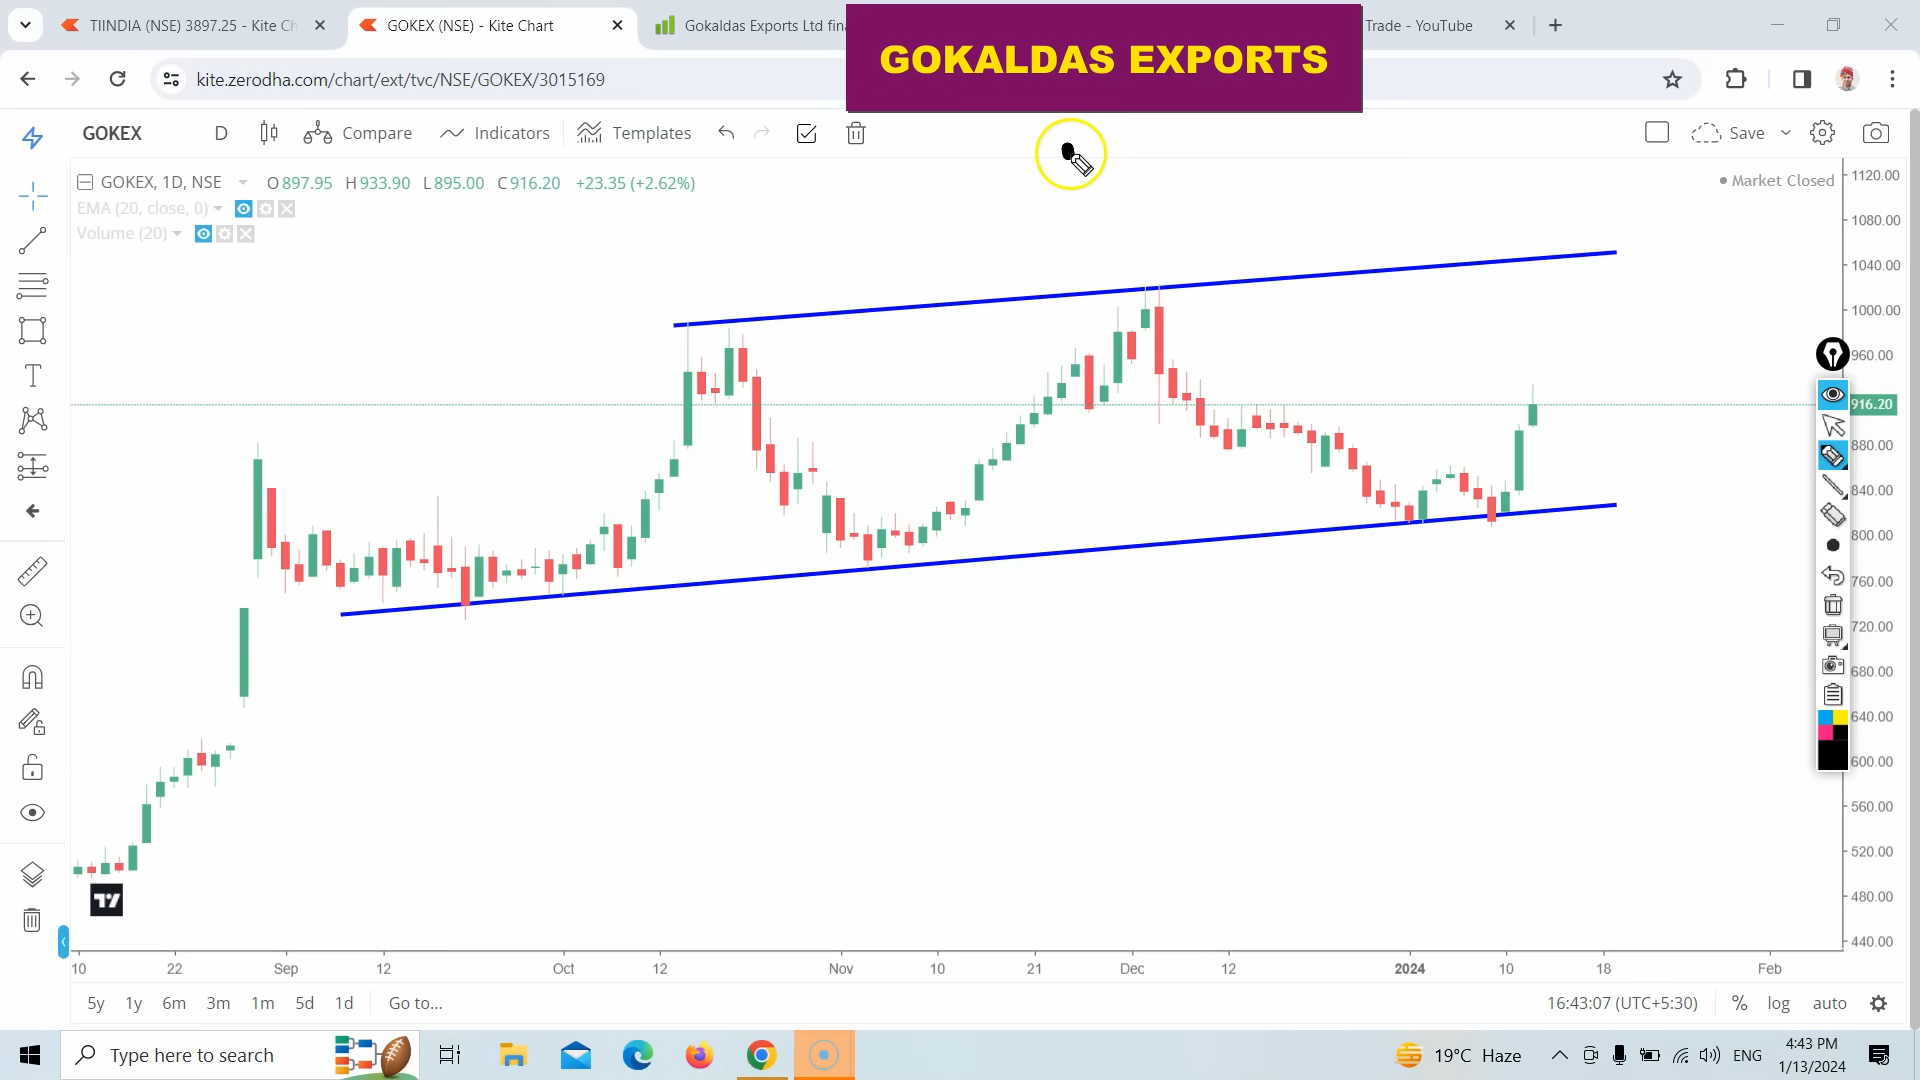 TIINDIA (NSE) 3897.25 - Kite Ch
GOKEX (NSE) - Kite Chart
Gokaldas Exports Ltd fin
Trade - YouTube
GOKALDAS EXPORTS
kite.zerodha.com/chart/ext/tvc/NSE/GOKEX/3015169
GOKEX D Compare Indicators Templates Save
GOKEX, 1D, NSE O897.95 H933.90 L895.00 C916.20 +23.35 (+2.62%)
Market Closed
EMA (20, close, 0)
Volume (20)
1120.00
1080.00
1040.00
1000.00
960.00
916.20
880.00
840.00
800.00
760.00
720.00
680.00
640.00
600.00
560.00
520.00
480.00
440.00
10 22 Sep 12 Oct 12 Nov 10 21 Dec 12 2024 10 18 Feb
5y 1y 6m 3m 1m 5d 1d Go to...
16:43:07 (UTC+5:30) % log auto
Type here to search
19°C Haze
ENG
4:43 PM
1/13/2024